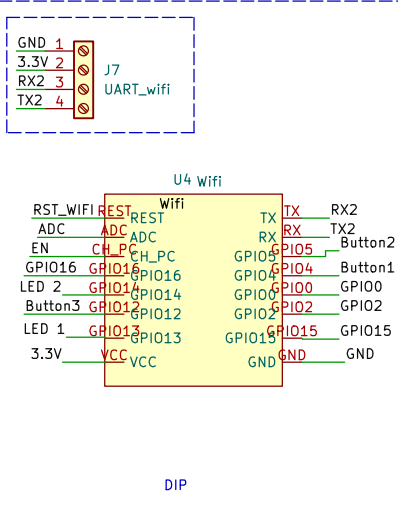 GND 1
3.3V 2
RX2 3
TX2 4
J7
UART_wifi
U4 Wifi
Wifi
RST_WIFI REST REST TX TX RX2
ADC ADC ADC RX RX TX2
EN CH_PC CH_PC GPIO5 GPIO5 Button2
GPIO16 GPIO16 GPIO16 GPIO4 GPIO4 Button1
LED 2 GPIO14 GPIO14 GPIO0 GPIO0 GPIO0
Button3 GPIO12 GPIO12 GPIO2 GPIO2 GPIO2
LED 1 GPIO13 GPIO13 GPIO15 GPIO15 GPIO15
3.3V VCC VCC GND GND GND
DIP